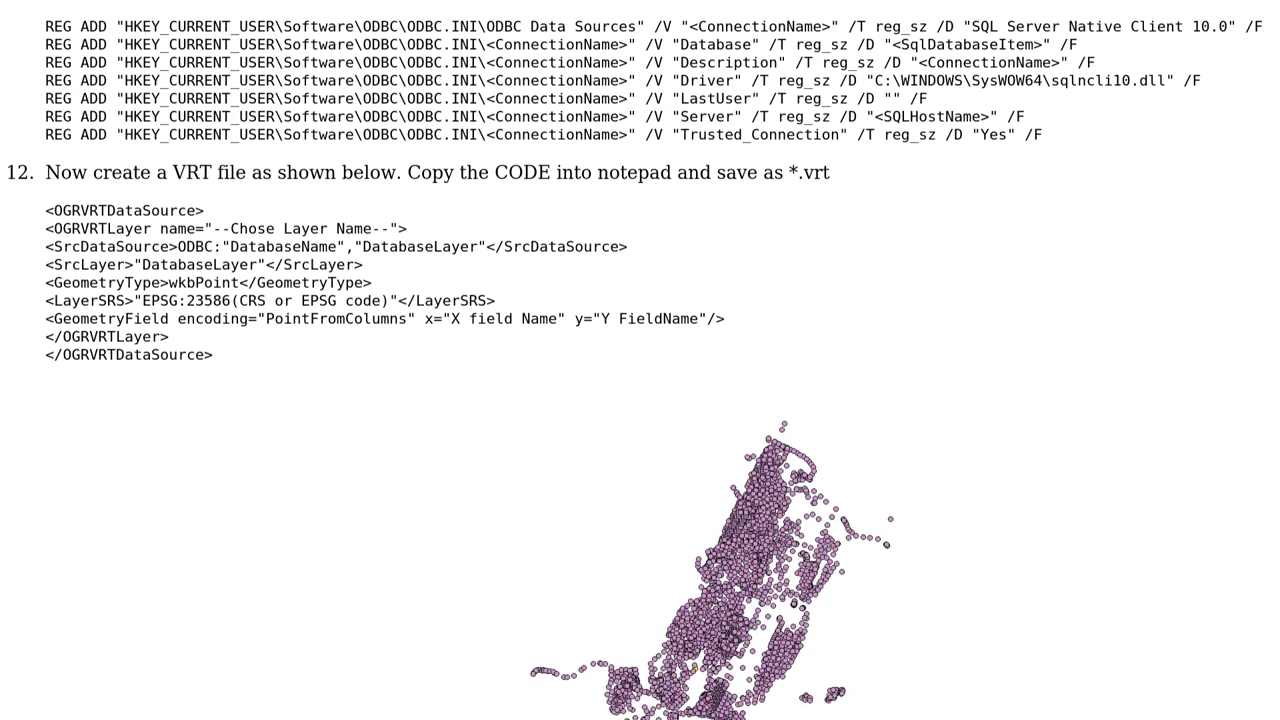 REG ADD "HKEY_CURRENT_USER\Software\ODBC\ODBC.INI\ODBC Data Sources" /V "<ConnectionName>" /T reg_sz /D "SQL Server Native Client 10.0" /F
REG ADD "HKEY_CURRENT_USER\Software\ODBC\ODBC.INI\<ConnectionName>" /V "Database" /T reg_sz /D "<SqlDatabaseItem>" /F
REG ADD "HKEY_CURRENT_USER\Software\ODBC\ODBC.INI\<ConnectionName>" /V "Description" /T reg_sz /D "<ConnectionName>" /F
REG ADD "HKEY_CURRENT_USER\Software\ODBC\ODBC.INI\<ConnectionName>" /V "Driver" /T reg_sz /D "C:\WINDOWS\SysWOW64\sqlncli10.dll" /F
REG ADD "HKEY_CURRENT_USER\Software\ODBC\ODBC.INI\<ConnectionName>" /V "LastUser" /T reg_sz /D "" /F
REG ADD "HKEY_CURRENT_USER\Software\ODBC\ODBC.INI\<ConnectionName>" /V "Server" /T reg_sz /D "<SQLHostName>" /F
REG ADD "HKEY_CURRENT_USER\Software\ODBC\ODBC.INI\<ConnectionName>" /V "Trusted_Connection" /T reg_sz /D "Yes" /F
12. Now create a VRT file as shown below. Copy the CODE into notepad and save as *.vrt
<OGRVRTDataSource>
<OGRVRTLayer name="--Chose Layer Name--">
<SrcDataSource>ODBC:"DatabaseName","DatabaseLayer"</SrcDataSource>
<SrcLayer>"DatabaseLayer"</SrcLayer>
<GeometryType>wkbPoint</GeometryType>
<LayerSRS>"EPSG:23586(CRS or EPSG code)"</LayerSRS>
<GeometryField encoding="PointFromColumns" x="X field Name" y="Y FieldName"/>
</OGRVRTLayer>
</OGRVRTDataSource>